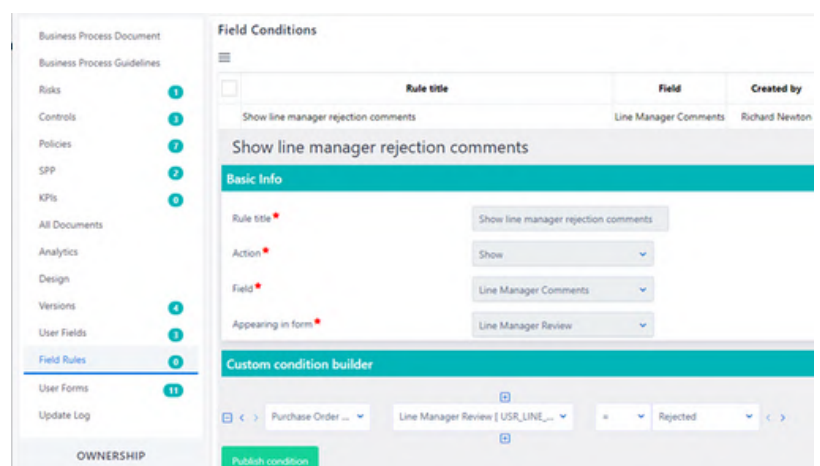 Business Process Document
Business Process Guidelines
Risks 1
Controls 3
Policies 7
SPP 2
KPIs 0
All Documents
Analytics
Design
Versions 4
User Fields 3
Field Rules 0
User Forms 11
Update Log
OWNERSHIP
Field Conditions
Rule title Field Created by
Show line manager rejection comments Line Manager Comments Richard Newton
Show line manager rejection comments
Basic Info
Rule title * Show line manager rejection comments
Action * Show
Field * Line Manager Comments
Appearing in form * Line Manager Review
Custom condition builder
Purchase Order ... Line Manager Review [ USR_LINE_... = Rejected
Publish condition